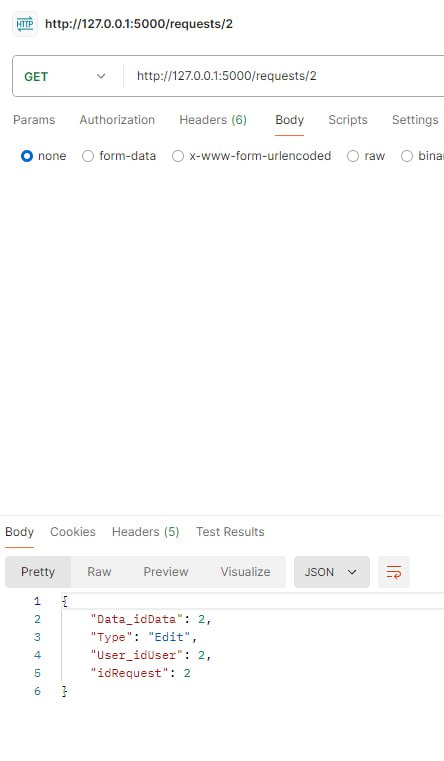 HTTP http://127.0.0.1:5000/requests/2
GET http://127.0.0.1:5000/requests/2
Params Authorization Headers (6) Body Scripts Settings
none form-data x-www-form-urlencoded raw bina
Body Cookies Headers (5) Test Results
Pretty Raw Preview Visualize JSON
1 {
2 "Data_idData": 2,
3 "Type": "Edit",
4 "User_idUser": 2,
5 "idRequest": 2
6 }